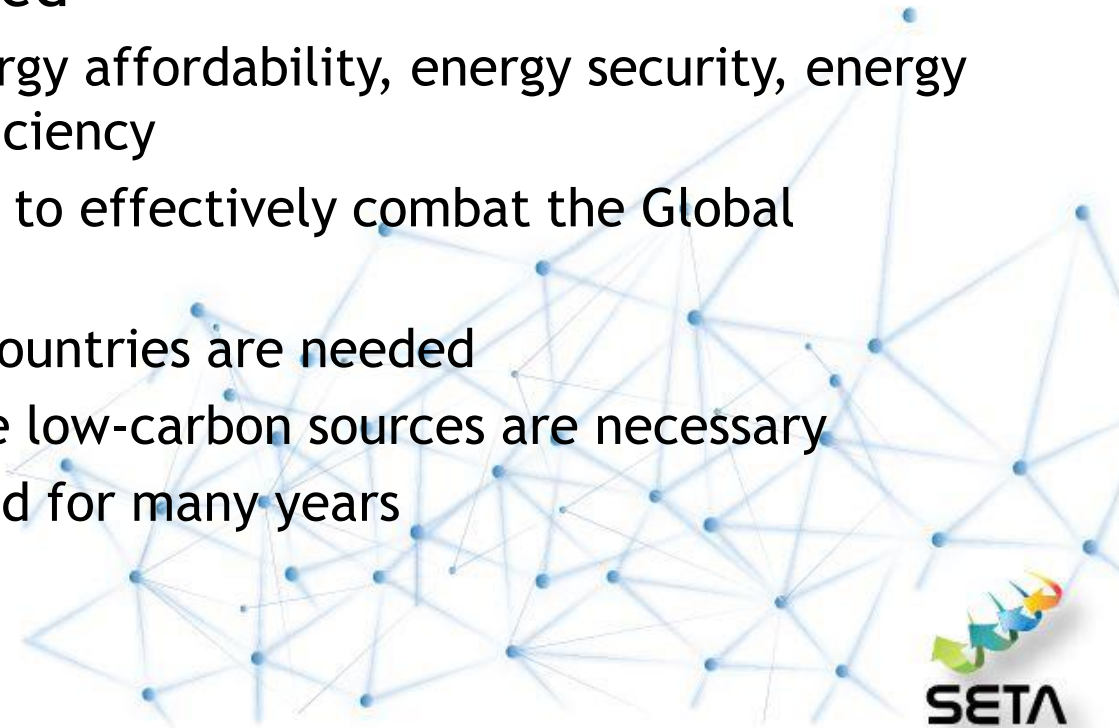 ed
rgy affordability, energy security, energy
ciency
to effectively combat the Global
ountries are needed
e low-carbon sources are necessary
d for many years
SETA